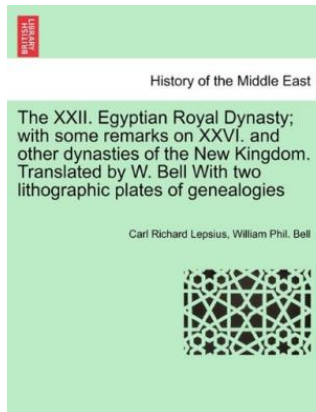 BRITISH
LIBRARY
History of the Middle East
The XXII. Egyptian Royal Dynasty;
with some remarks on XXVI. and
other dynasties of the New Kingdom.
Translated by W. Bell With two
lithographic plates of genealogies
Carl Richard Lepsius, William Phil. Bell